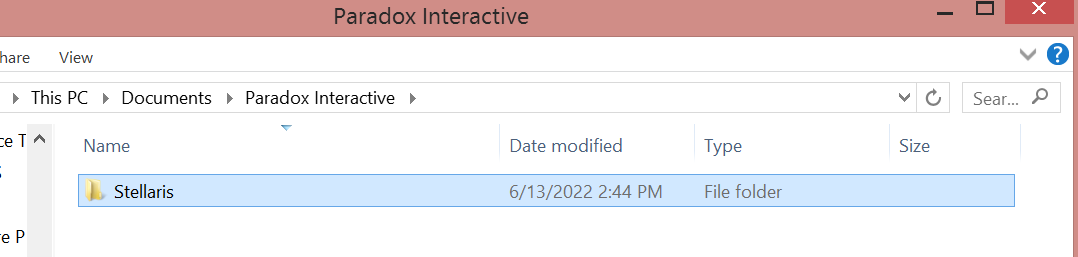 Paradox Interactive
hare View
This PC Documents Paradox Interactive Sear...
ce T
Name Date modified Type Size
Stellaris 6/13/2022 2:44 PM File folder
re P